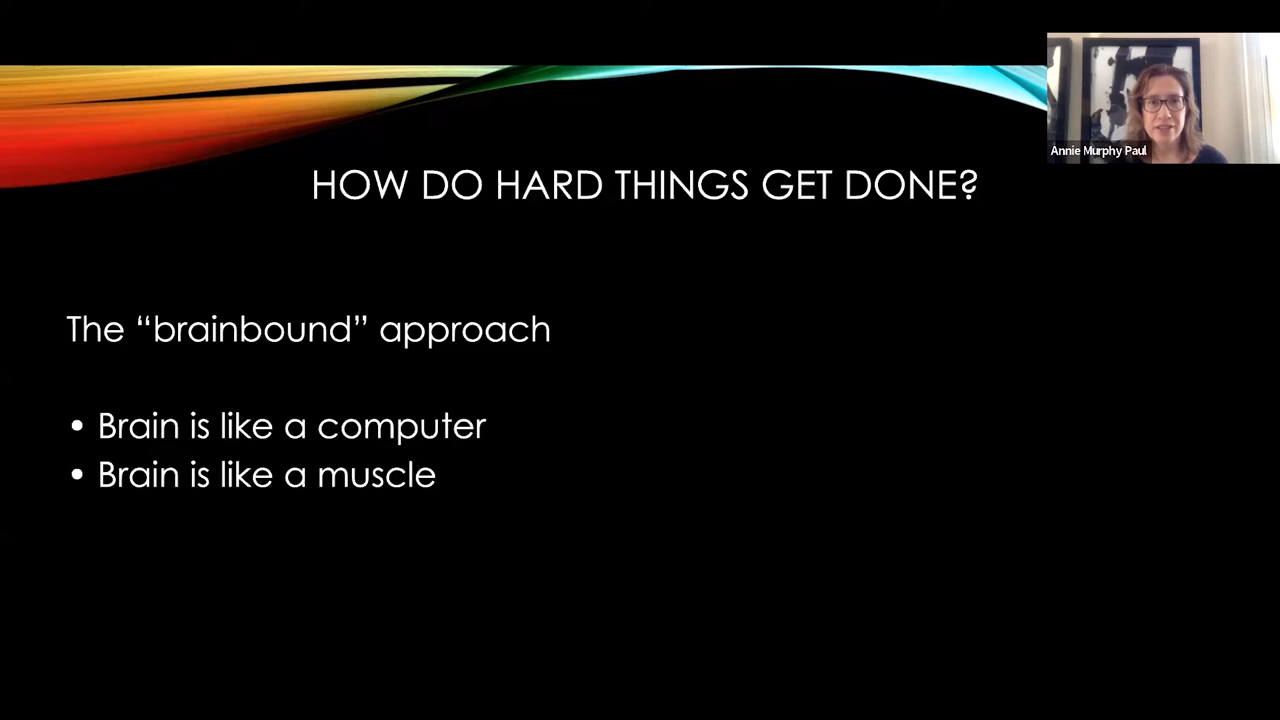 Annie Murphy Paul
HOW DO HARD THINGS GET DONE?
The “brainbound” approach
• Brain is like a computer
• Brain is like a muscle